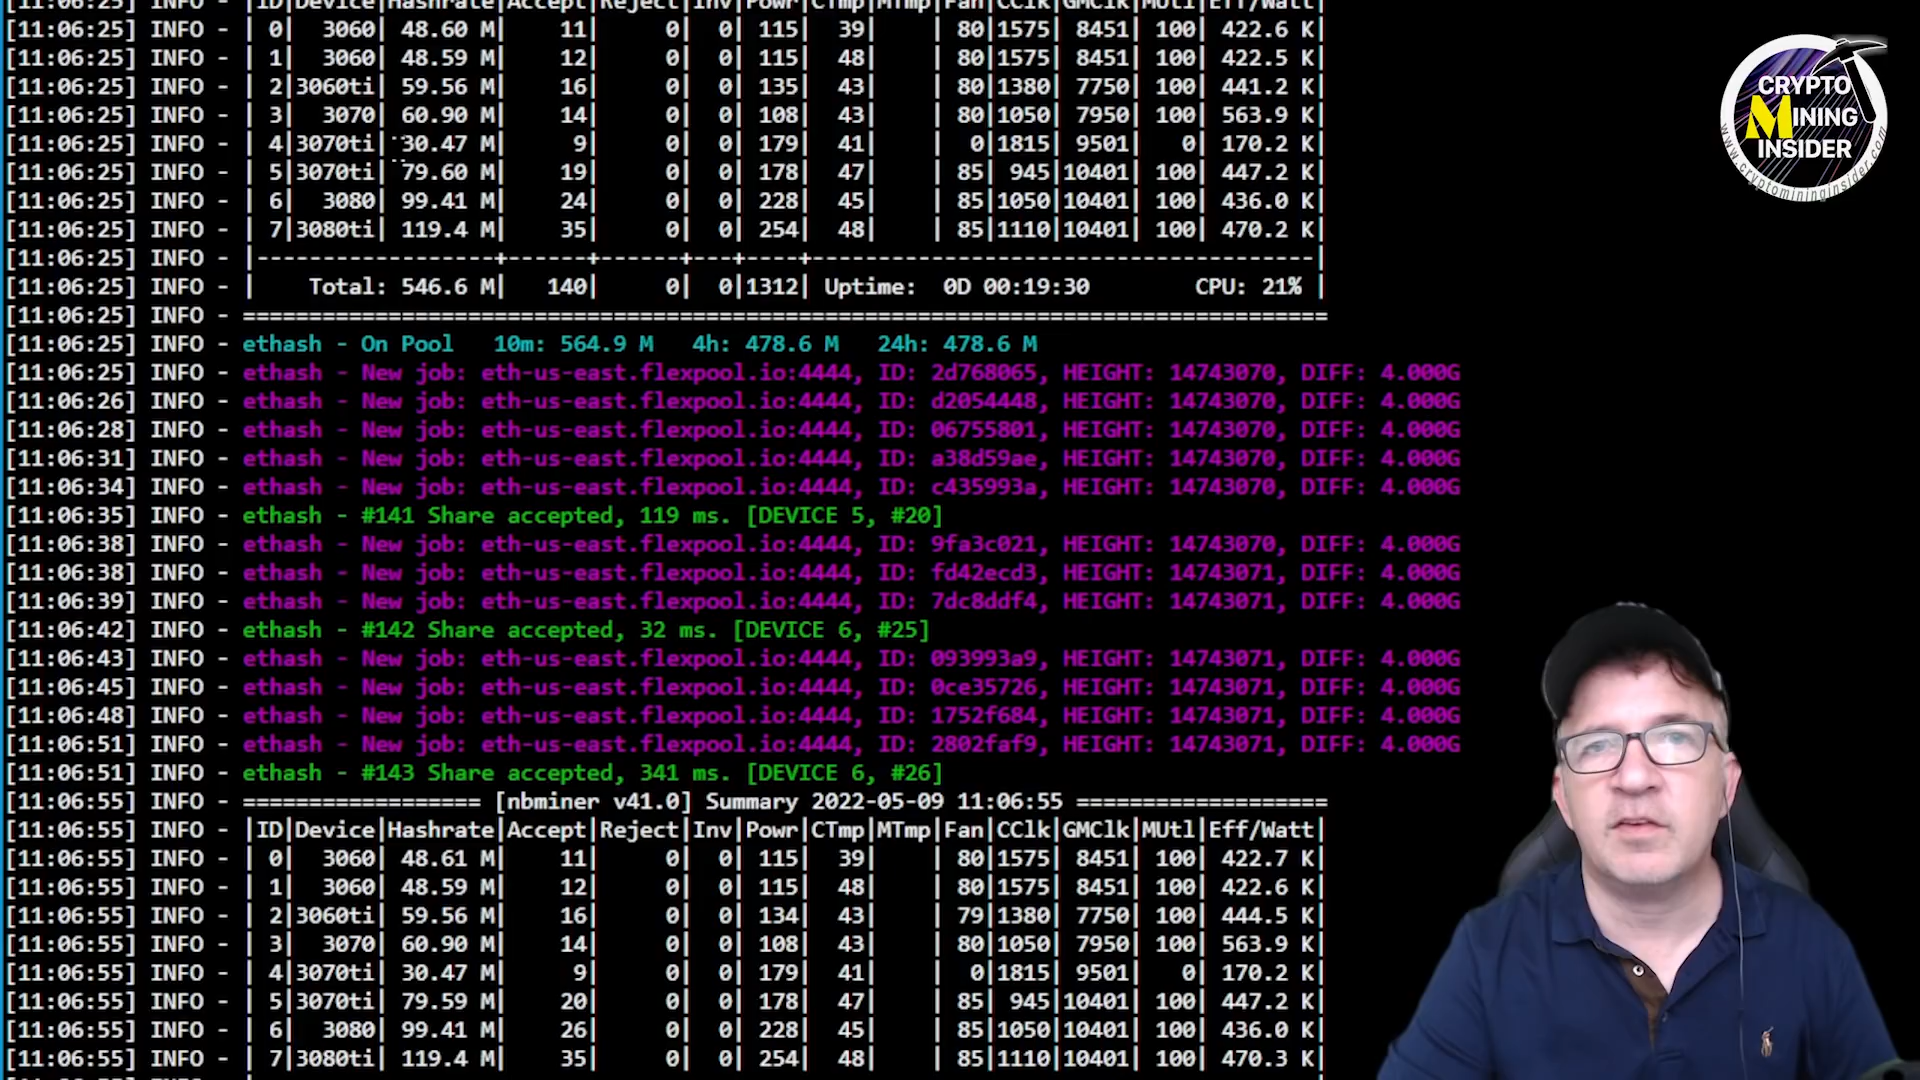 [11:06:25] INFO - |ID|Device|Hashrate|Accept|Reject|Inv|Powr|CTmp|MTmp|Fan|CClk|GMClk|MUtl|Eff/Watt|
[11:06:25] INFO - | 0| 3060| 48.60 M| 11| 0| 0| 115| 39| | 80|1575| 8451| 100| 422.6 K|
[11:06:25] INFO - | 1| 3060| 48.59 M| 12| 0| 0| 115| 48| | 80|1575| 8451| 100| 422.5 K|
[11:06:25] INFO - | 2|3060ti| 59.56 M| 16| 0| 0| 135| 43| | 80|1380| 7750| 100| 441.2 K|
[11:06:25] INFO - | 3| 3070| 60.90 M| 14| 0| 0| 108| 43| | 80|1050| 7950| 100| 563.9 K|
[11:06:25] INFO - | 4|3070ti| 30.47 M| 9| 0| 0| 179| 41| | 0|1815| 9501| 0| 170.2 K|
[11:06:25] INFO - | 5|3070ti| 79.60 M| 19| 0| 0| 178| 47| | 85| 945|10401| 100| 447.2 K|
[11:06:25] INFO - | 6| 3080| 99.41 M| 24| 0| 0| 228| 45| | 85|1050|10401| 100| 436.0 K|
[11:06:25] INFO - | 7|3080ti| 119.4 M| 35| 0| 0| 254| 48| | 85|1110|10401| 100| 470.2 K|
[11:06:25] INFO - |------------------+------+------+---+----+--------------------------------------|
[11:06:25] INFO - | Total: 546.6 M| 140| 0| 0|1312| Uptime: 0D 00:19:30 CPU: 21% |
[11:06:25] INFO - ==================================================================================
[11:06:25] INFO - ethash - On Pool 10m: 564.9 M 4h: 478.6 M 24h: 478.6 M
[11:06:25] INFO - ethash - New job: eth-us-east.flexpool.io:4444, ID: 2d768065, HEIGHT: 14743070, DIFF: 4.000G
[11:06:26] INFO - ethash - New job: eth-us-east.flexpool.io:4444, ID: d2054448, HEIGHT: 14743070, DIFF: 4.000G
[11:06:28] INFO - ethash - New job: eth-us-east.flexpool.io:4444, ID: 06755801, HEIGHT: 14743070, DIFF: 4.000G
[11:06:31] INFO - ethash - New job: eth-us-east.flexpool.io:4444, ID: a38d59ae, HEIGHT: 14743070, DIFF: 4.000G
[11:06:34] INFO - ethash - New job: eth-us-east.flexpool.io:4444, ID: c435993a, HEIGHT: 14743070, DIFF: 4.000G
[11:06:35] INFO - ethash - #141 Share accepted, 119 ms. [DEVICE 5, #20]
[11:06:38] INFO - ethash - New job: eth-us-east.flexpool.io:4444, ID: 9fa3c021, HEIGHT: 14743070, DIFF: 4.000G
[11:06:38] INFO - ethash - New job: eth-us-east.flexpool.io:4444, ID: fd42ecd3, HEIGHT: 14743071, DIFF: 4.000G
[11:06:39] INFO - ethash - New job: eth-us-east.flexpool.io:4444, ID: 7dc8ddf4, HEIGHT: 14743071, DIFF: 4.000G
[11:06:42] INFO - ethash - #142 Share accepted, 32 ms. [DEVICE 6, #25]
[11:06:43] INFO - ethash - New job: eth-us-east.flexpool.io:4444, ID: 093993a9, HEIGHT: 14743071, DIFF: 4.000G
[11:06:45] INFO - ethash - New job: eth-us-east.flexpool.io:4444, ID: 0ce35726, HEIGHT: 14743071, DIFF: 4.000G
[11:06:48] INFO - ethash - New job: eth-us-east.flexpool.io:4444, ID: 1752f684, HEIGHT: 14743071, DIFF: 4.000G
[11:06:51] INFO - ethash - New job: eth-us-east.flexpool.io:4444, ID: 2802faf9, HEIGHT: 14743071, DIFF: 4.000G
[11:06:51] INFO - ethash - #143 Share accepted, 341 ms. [DEVICE 6, #26]
[11:06:55] INFO - ================== [nbminer v41.0] Summary 2022-05-09 11:06:55 ===================
[11:06:55] INFO - |ID|Device|Hashrate|Accept|Reject|Inv|Powr|CTmp|MTmp|Fan|CClk|GMClk|MUtl|Eff/Watt|
[11:06:55] INFO - | 0| 3060| 48.61 M| 11| 0| 0| 115| 39| | 80|1575| 8451| 100| 422.7 K|
[11:06:55] INFO - | 1| 3060| 48.59 M| 12| 0| 0| 115| 48| | 80|1575| 8451| 100| 422.6 K|
[11:06:55] INFO - | 2|3060ti| 59.56 M| 16| 0| 0| 134| 43| | 79|1380| 7750| 100| 444.5 K|
[11:06:55] INFO - | 3| 3070| 60.90 M| 14| 0| 0| 108| 43| | 80|1050| 7950| 100| 563.9 K|
[11:06:55] INFO - | 4|3070ti| 30.47 M| 9| 0| 0| 179| 41| | 0|1815| 9501| 0| 170.2 K|
[11:06:55] INFO - | 5|3070ti| 79.59 M| 20| 0| 0| 178| 47| | 85| 945|10401| 100| 447.2 K|
[11:06:55] INFO - | 6| 3080| 99.41 M| 26| 0| 0| 228| 45| | 85|1050|10401| 100| 436.0 K|
[11:06:55] INFO - | 7|3080ti| 119.4 M| 35| 0| 0| 254| 48| | 85|1110|10401| 100| 470.3 K|
CRYPTO
MINING
INSIDER
www.cryptomininginsider.com